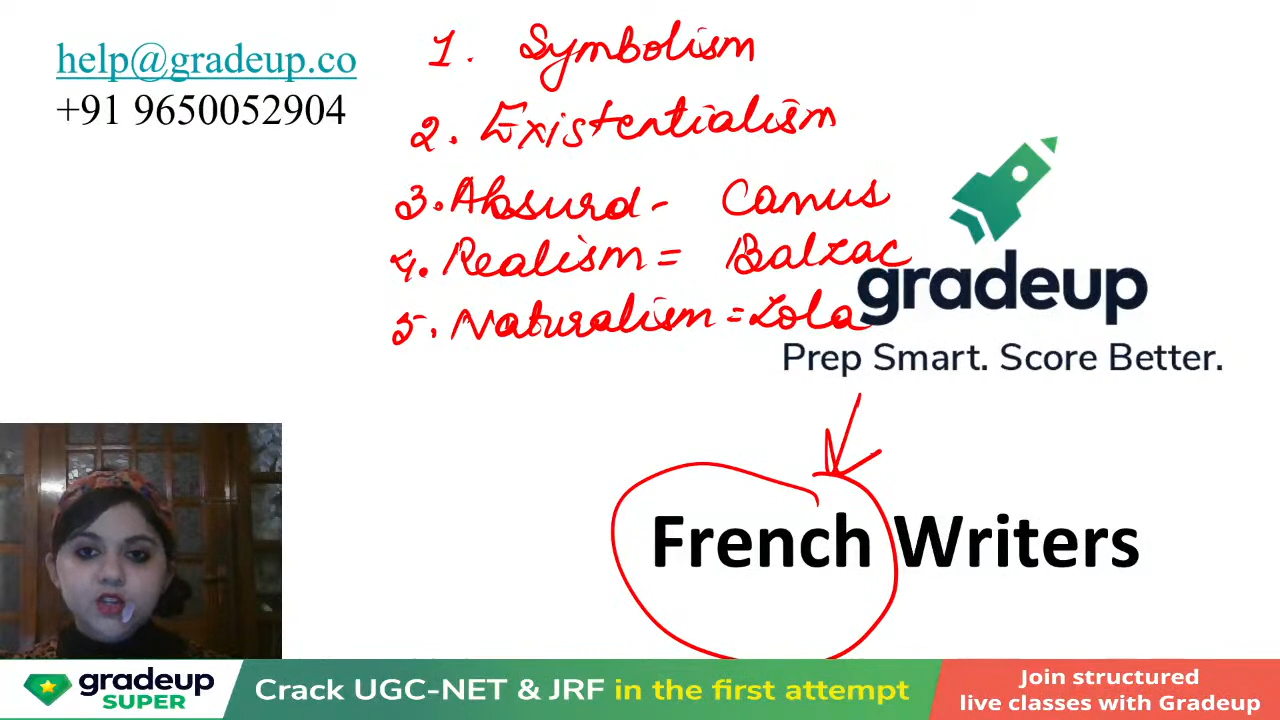 help@gradeup.co
+91 9650052904
1. Symbolism
2. Existentialism
3. Absurd - Camus
4. Realism = Balzac
5. Naturalism = Zola
gradeup
Prep Smart. Score Better.
French Writers
gradeup
SUPER
Crack UGC-NET & JRF in the first attempt
Join structured
live classes with Gradeup